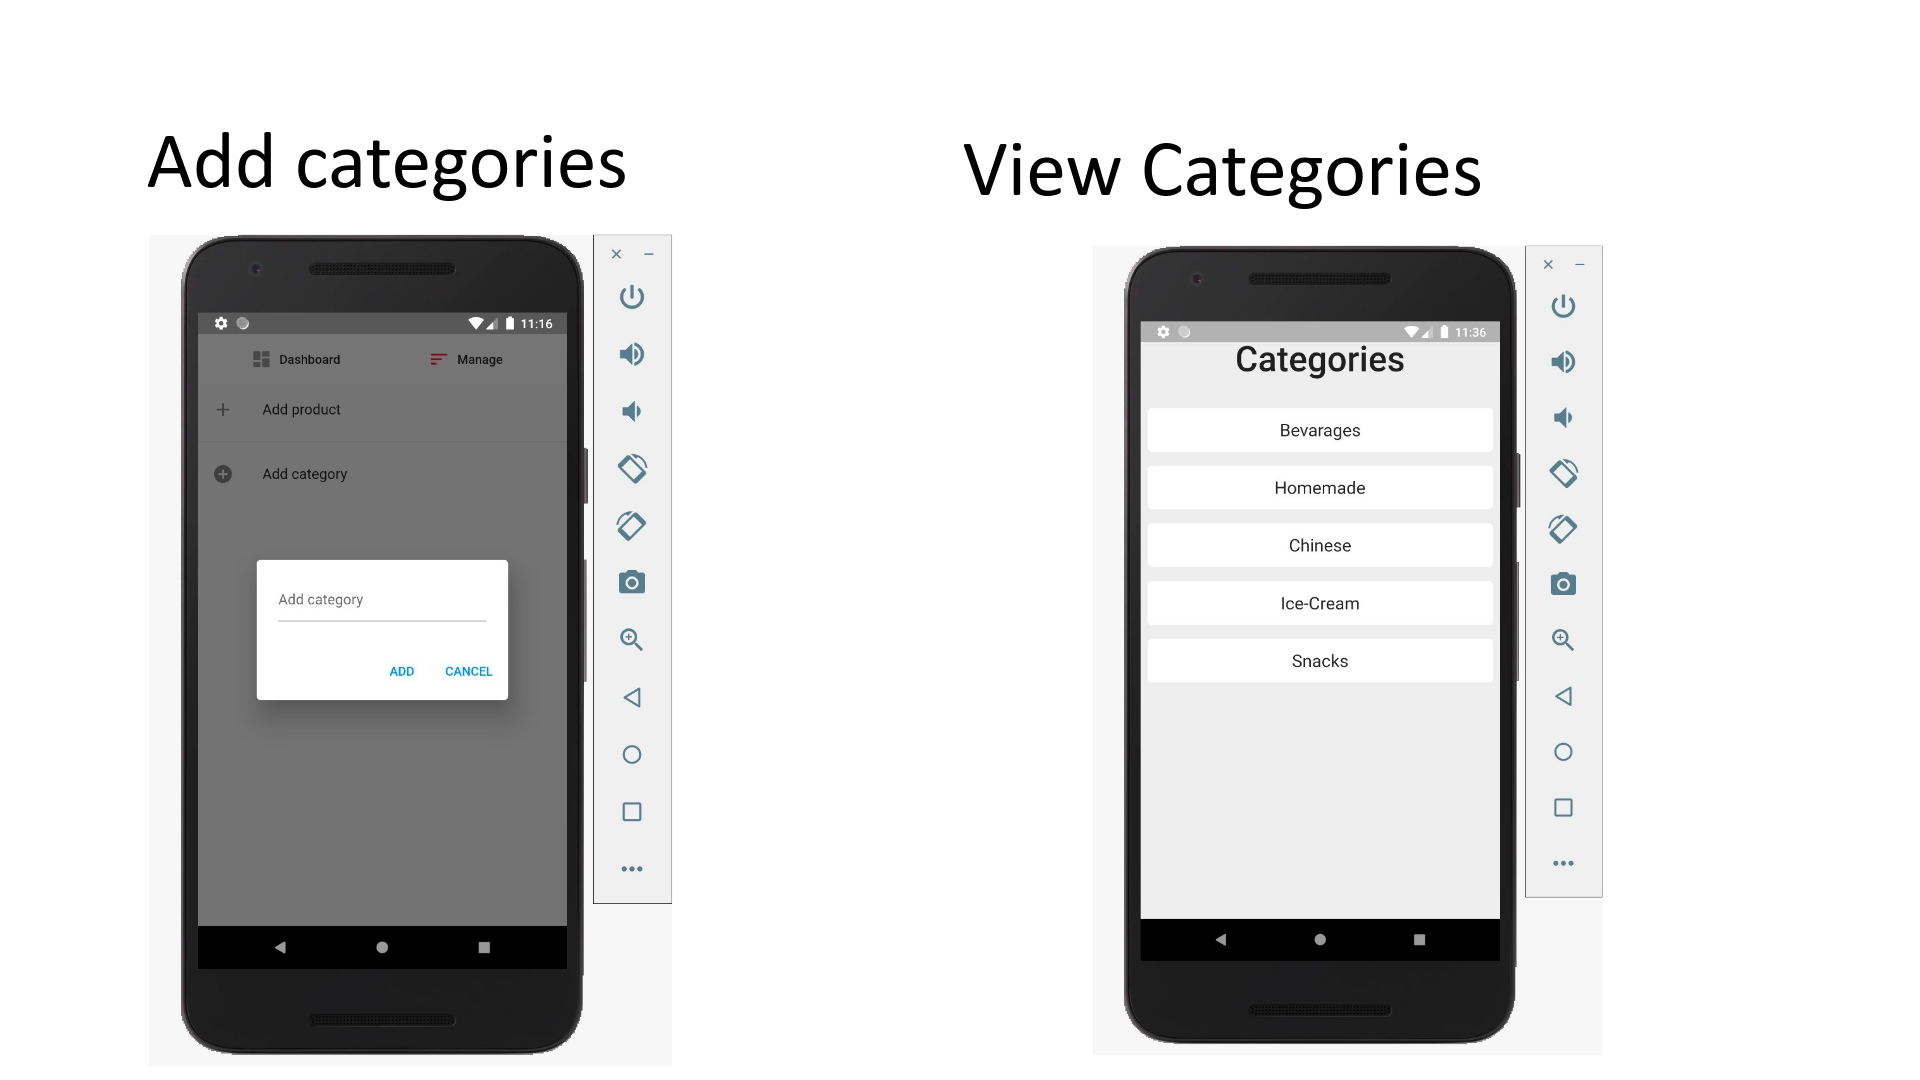 Add categories
11:16
Dashboard
Manage
Add product
Add category
Add category
ADD CANCEL
View Categories
11:36
Categories
Bevarages
Homemade
Chinese
Ice-Cream
Snacks